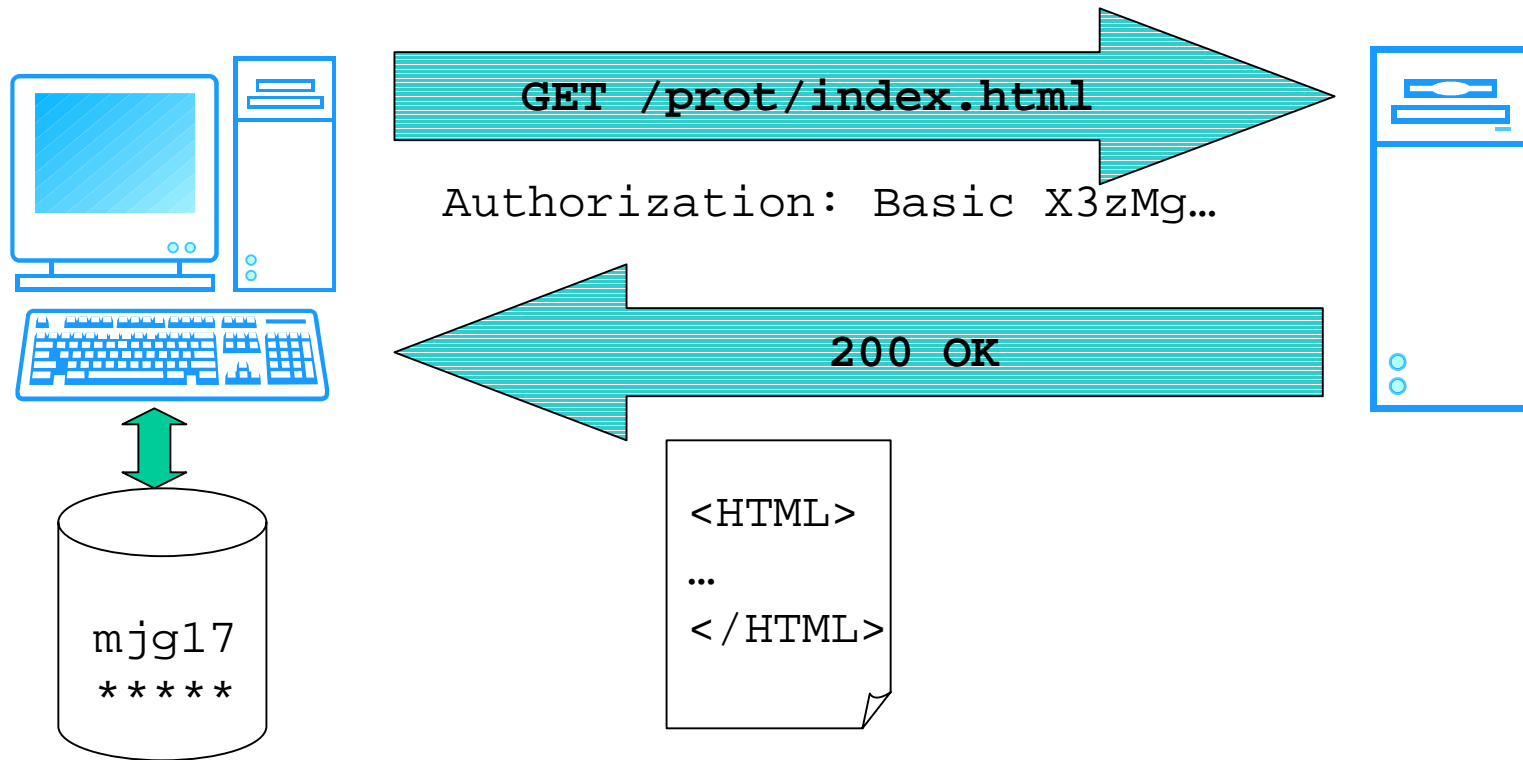 GET /prot/index.html
Authorization: Basic X3zMg…
200 OK
<HTML>
…
</HTML>
mjg17
*****